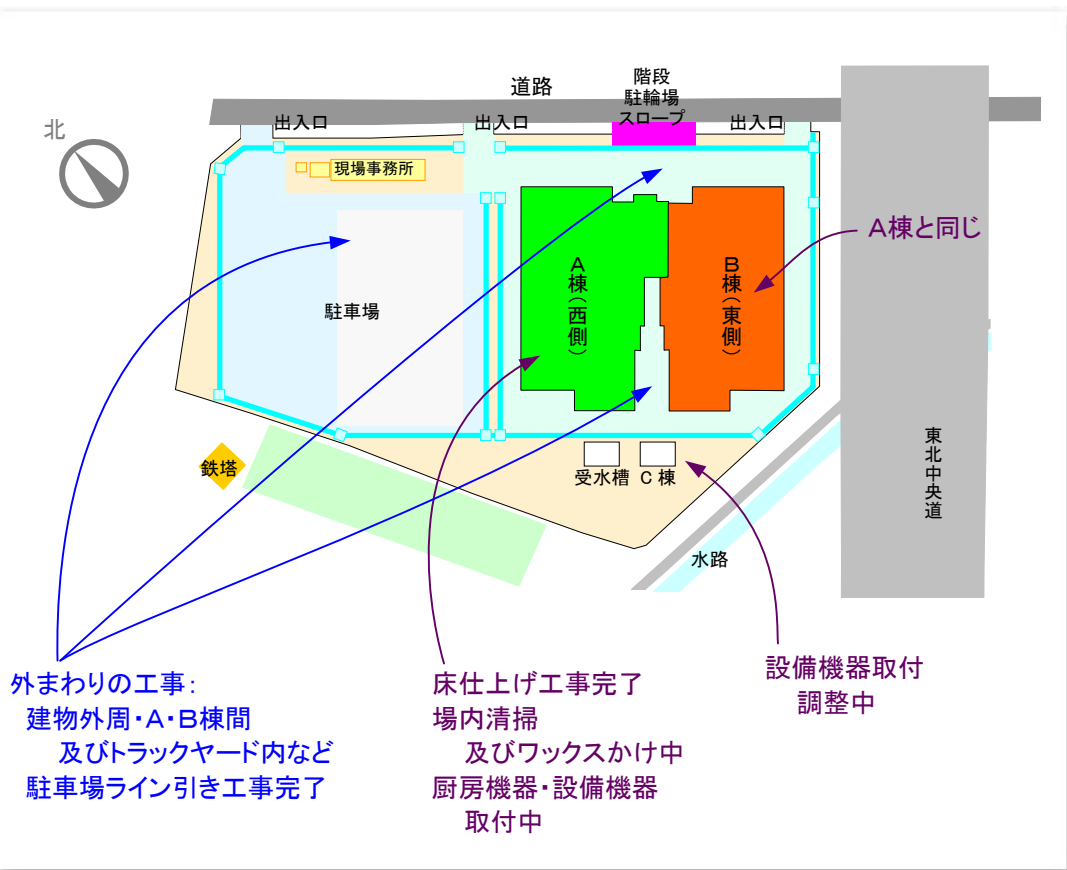 道路
階段
駐輪場
スロープ
北
出入口
出入口
出入口
現場事務所
A棟と同じ
A棟(西側)
B棟(東側)
駐車場
鉄塔
受水槽
C棟
東北中央道
水路
外まわりの工事:
建物外周・A・B棟間
及びトラックヤード内など
駐車場ライン引き工事完了
床仕上げ工事完了
場内清掃
及びワックスかけ中
厨房機器・設備機器
取付中
設備機器取付
調整中